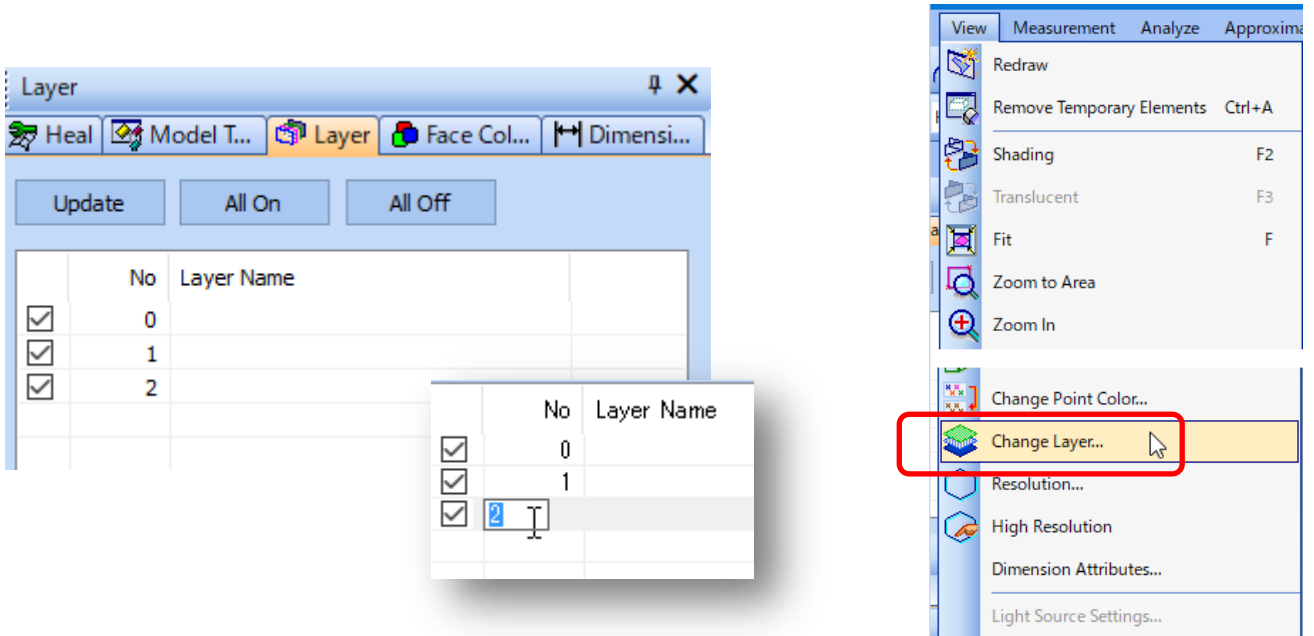 Layer
Heal Model T... Layer Face Col... Dimensi...
Update All On All Off
No Layer Name
0
1
2
No Layer Name
0
1
2
View Measurement Analyze
Redraw
Remove Temporary Elements Ctrl+A
Shading F2
Translucent F3
Fit F
Zoom to Area
Zoom In
Change Point Color...
Change Layer...
Resolution...
High Resolution
Dimension Attributes...
Light Source Settings...